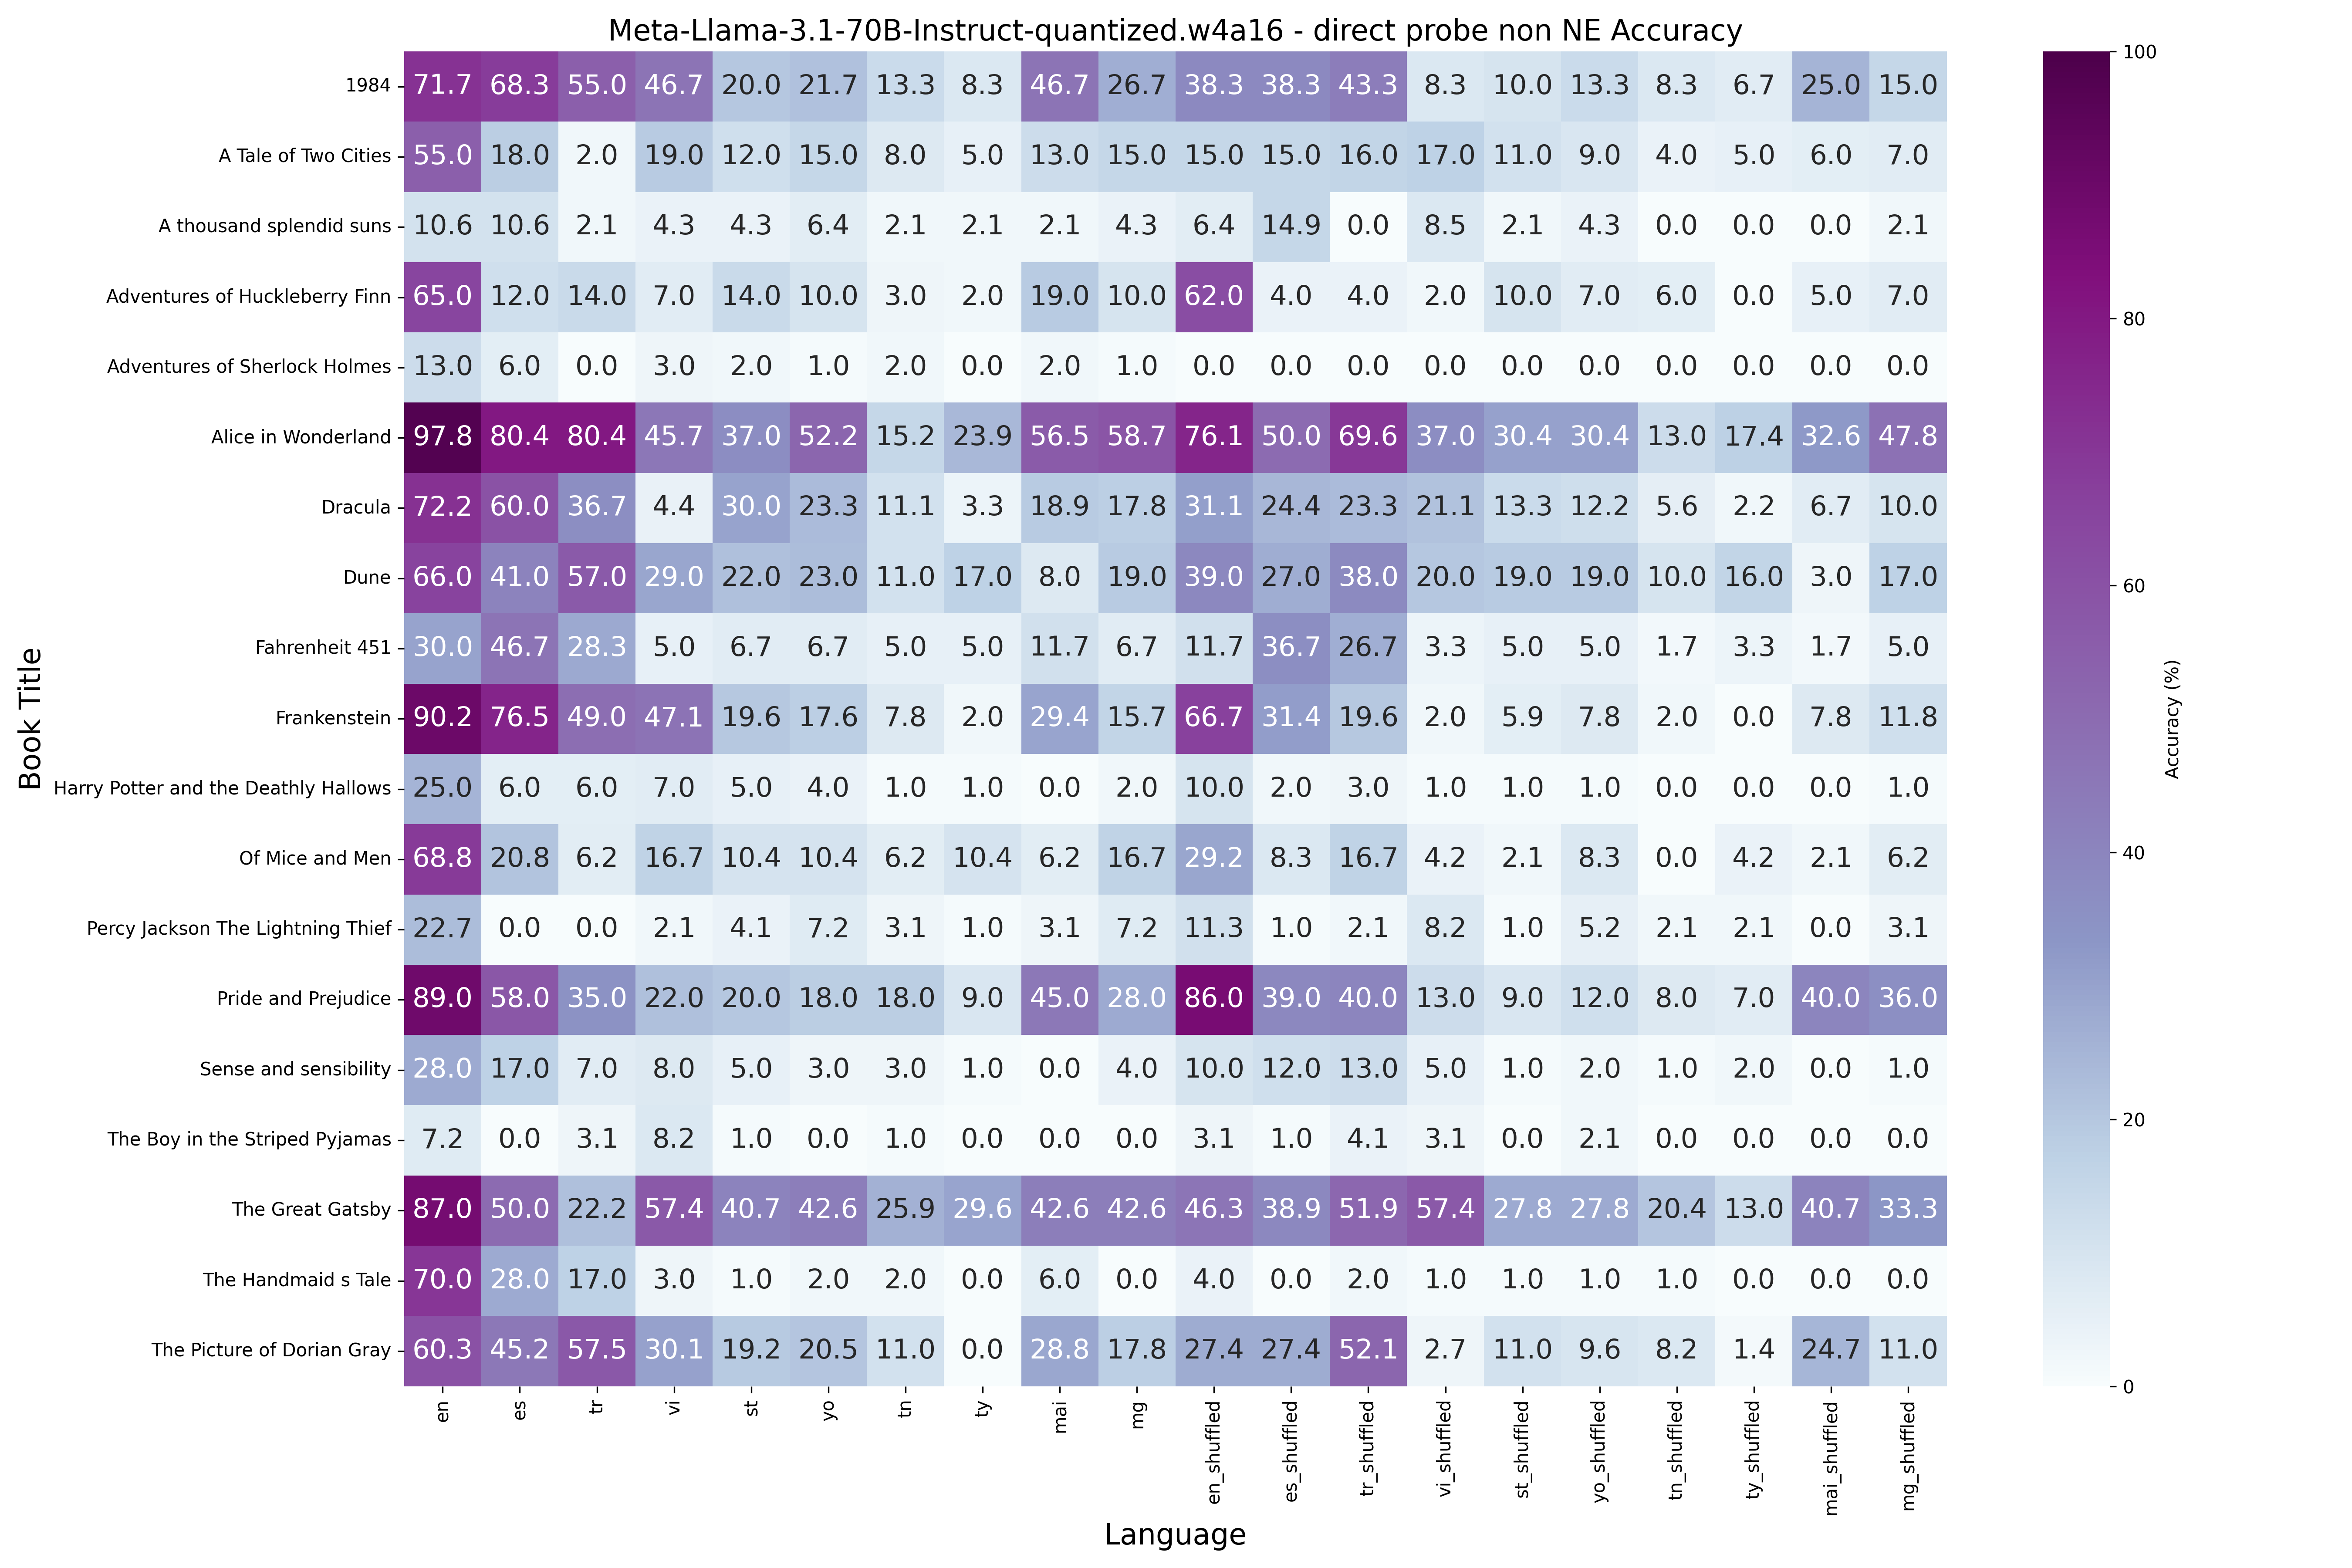 Meta-Llama-3.1-70B-Instruct-quantized.w4a16 - direct probe non NE Accuracy
Book Title
1984 71.7 68.3 55.0 46.7 20.0 21.7 13.3 8.3 46.7 26.7 38.3 38.3 43.3 8.3 10.0 13.3 8.3 6.7 25.0 15.0
A Tale of Two Cities 55.0 18.0 2.0 19.0 12.0 15.0 8.0 5.0 13.0 15.0 15.0 15.0 16.0 17.0 11.0 9.0 4.0 5.0 6.0 7.0
A thousand splendid suns 10.6 10.6 2.1 4.3 4.3 6.4 2.1 2.1 2.1 4.3 6.4 14.9 0.0 8.5 2.1 4.3 0.0 0.0 0.0 2.1
Adventures of Huckleberry Finn 65.0 12.0 14.0 7.0 14.0 10.0 3.0 2.0 19.0 10.0 62.0 4.0 4.0 2.0 10.0 7.0 6.0 0.0 5.0 7.0
Adventures of Sherlock Holmes 13.0 6.0 0.0 3.0 2.0 1.0 2.0 0.0 2.0 1.0 0.0 0.0 0.0 0.0 0.0 0.0 0.0 0.0 0.0 0.0
Alice in Wonderland 97.8 80.4 80.4 45.7 37.0 52.2 15.2 23.9 56.5 58.7 76.1 50.0 69.6 37.0 30.4 30.4 13.0 17.4 32.6 47.8
Dracula 72.2 60.0 36.7 4.4 30.0 23.3 11.1 3.3 18.9 17.8 31.1 24.4 23.3 21.1 13.3 12.2 5.6 2.2 6.7 10.0
Dune 66.0 41.0 57.0 29.0 22.0 23.0 11.0 17.0 8.0 19.0 39.0 27.0 38.0 20.0 19.0 19.0 10.0 16.0 3.0 17.0
Fahrenheit 451 30.0 46.7 28.3 5.0 6.7 6.7 5.0 5.0 11.7 6.7 11.7 36.7 26.7 3.3 5.0 5.0 1.7 3.3 1.7 5.0
Frankenstein 90.2 76.5 49.0 47.1 19.6 17.6 7.8 2.0 29.4 15.7 66.7 31.4 19.6 2.0 5.9 7.8 2.0 0.0 7.8 11.8
Harry Potter and the Deathly Hallows 25.0 6.0 6.0 7.0 5.0 4.0 1.0 1.0 0.0 2.0 10.0 2.0 3.0 1.0 1.0 1.0 0.0 0.0 0.0 1.0
Of Mice and Men 68.8 20.8 6.2 16.7 10.4 10.4 6.2 10.4 6.2 16.7 29.2 8.3 16.7 4.2 2.1 8.3 0.0 4.2 2.1 6.2
Percy Jackson The Lightning Thief 22.7 0.0 0.0 2.1 4.1 7.2 3.1 1.0 3.1 7.2 11.3 1.0 2.1 8.2 1.0 5.2 2.1 2.1 0.0 3.1
Pride and Prejudice 89.0 58.0 35.0 22.0 20.0 18.0 18.0 9.0 45.0 28.0 86.0 39.0 40.0 13.0 9.0 12.0 8.0 7.0 40.0 36.0
Sense and sensibility 28.0 17.0 7.0 8.0 5.0 3.0 3.0 1.0 0.0 4.0 10.0 12.0 13.0 5.0 1.0 2.0 1.0 2.0 0.0 1.0
The Boy in the Striped Pyjamas 7.2 0.0 3.1 8.2 1.0 0.0 1.0 0.0 0.0 0.0 3.1 1.0 4.1 3.1 0.0 2.1 0.0 0.0 0.0 0.0
The Great Gatsby 87.0 50.0 22.2 57.4 40.7 42.6 25.9 29.6 42.6 42.6 46.3 38.9 51.9 57.4 27.8 27.8 20.4 13.0 40.7 33.3
The Handmaid s Tale 70.0 28.0 17.0 3.0 1.0 2.0 2.0 0.0 6.0 0.0 4.0 0.0 2.0 1.0 1.0 1.0 1.0 0.0 0.0 0.0
The Picture of Dorian Gray 60.3 45.2 57.5 30.1 19.2 20.5 11.0 0.0 28.8 17.8 27.4 27.4 52.1 2.7 11.0 9.6 8.2 1.4 24.7 11.0
en es tr vi st yo tn ty mai mg en_shuffled es_shuffled tr_shuffled vi_shuffled st_shuffled yo_shuffled tn_shuffled ty_shuffled mai_shuffled mg_shuffled
Language
100
80
60
40
20
0
Accuracy (%)